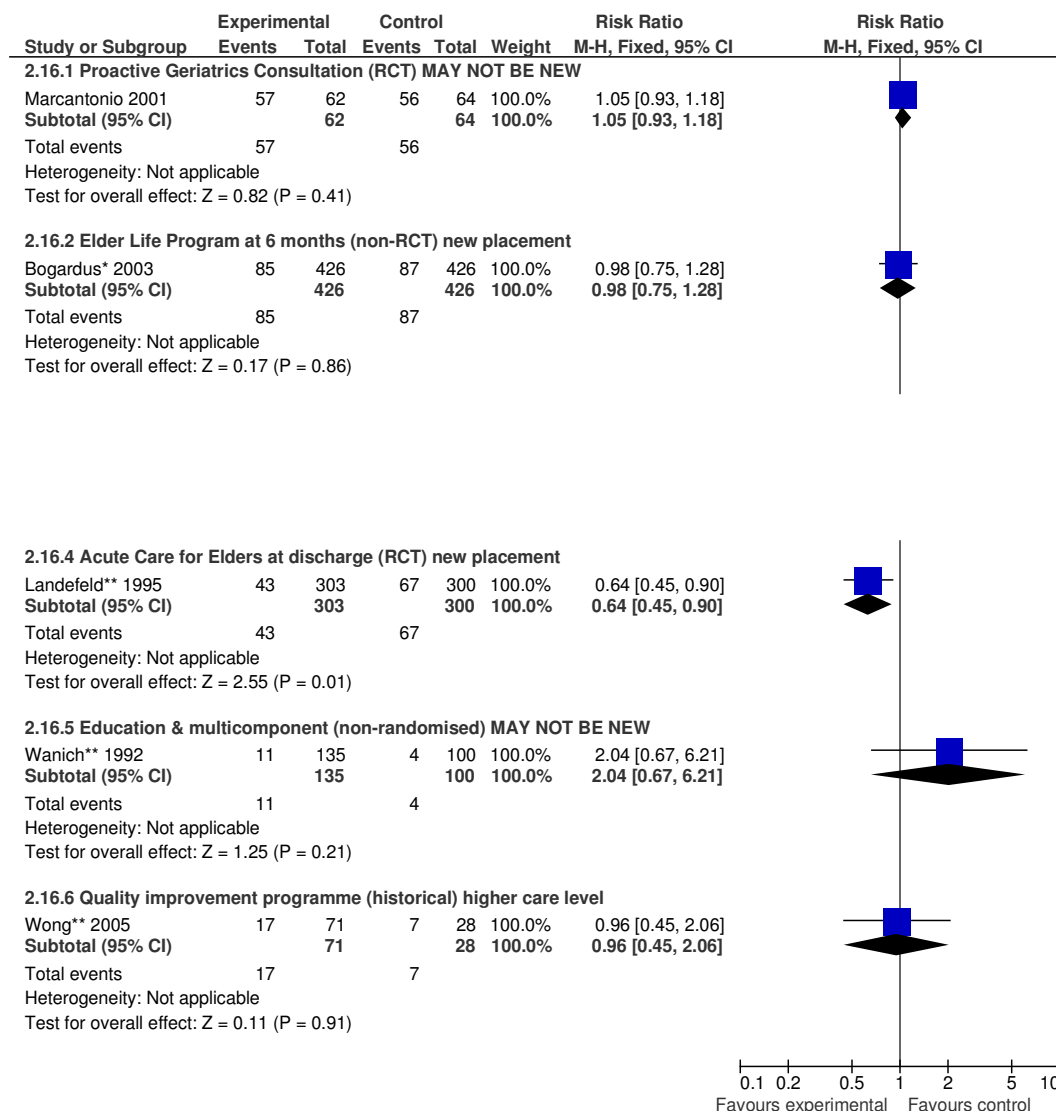 Experimental Control Risk Ratio Risk Ratio
Study or Subgroup Events Total Events Total Weight M-H, Fixed, 95% CI M-H, Fixed, 95% CI
2.16.1 Proactive Geriatrics Consultation (RCT) MAY NOT BE NEW
Marcantonio 2001 57 62 56 64 100.0% 1.05 [0.93, 1.18]
Subtotal (95% CI) 62 64 100.0% 1.05 [0.93, 1.18]
Total events 57 56
Heterogeneity: Not applicable
Test for overall effect: Z = 0.82 (P = 0.41)
2.16.2 Elder Life Program at 6 months (non-RCT) new placement
Bogardus* 2003 85 426 87 426 100.0% 0.98 [0.75, 1.28]
Subtotal (95% CI) 426 426 100.0% 0.98 [0.75, 1.28]
Total events 85 87
Heterogeneity: Not applicable
Test for overall effect: Z = 0.17 (P = 0.86)
2.16.4 Acute Care for Elders at discharge (RCT) new placement
Landefeld** 1995 43 303 67 300 100.0% 0.64 [0.45, 0.90]
Subtotal (95% CI) 303 300 100.0% 0.64 [0.45, 0.90]
Total events 43 67
Heterogeneity: Not applicable
Test for overall effect: Z = 2.55 (P = 0.01)
2.16.5 Education & multicomponent (non-randomised) MAY NOT BE NEW
Wanich** 1992 11 135 4 100 100.0% 2.04 [0.67, 6.21]
Subtotal (95% CI) 135 100 100.0% 2.04 [0.67, 6.21]
Total events 11 4
Heterogeneity: Not applicable
Test for overall effect: Z = 1.25 (P = 0.21)
2.16.6 Quality improvement programme (historical) higher care level
Wong** 2005 17 71 7 28 100.0% 0.96 [0.45, 2.06]
Subtotal (95% CI) 71 28 100.0% 0.96 [0.45, 2.06]
Total events 17 7
Heterogeneity: Not applicable
Test for overall effect: Z = 0.11 (P = 0.91)
0.1 0.2 0.5 1 2 5 10
Favours experimental Favours control